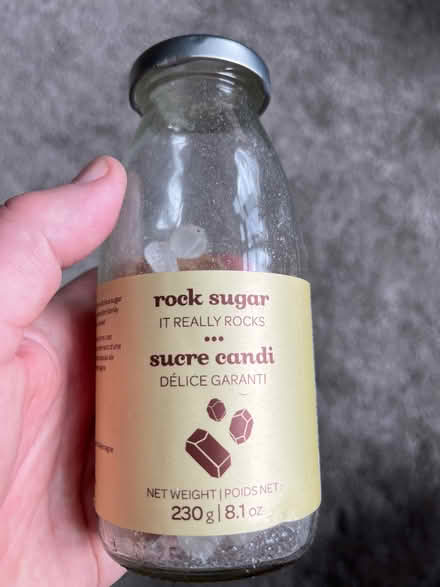 rock sugar
IT REALLY ROCKS
•••
sucre candi
DÉLICE GARANTI
NET WEIGHT | POIDS NET
230 g | 8.1 oz